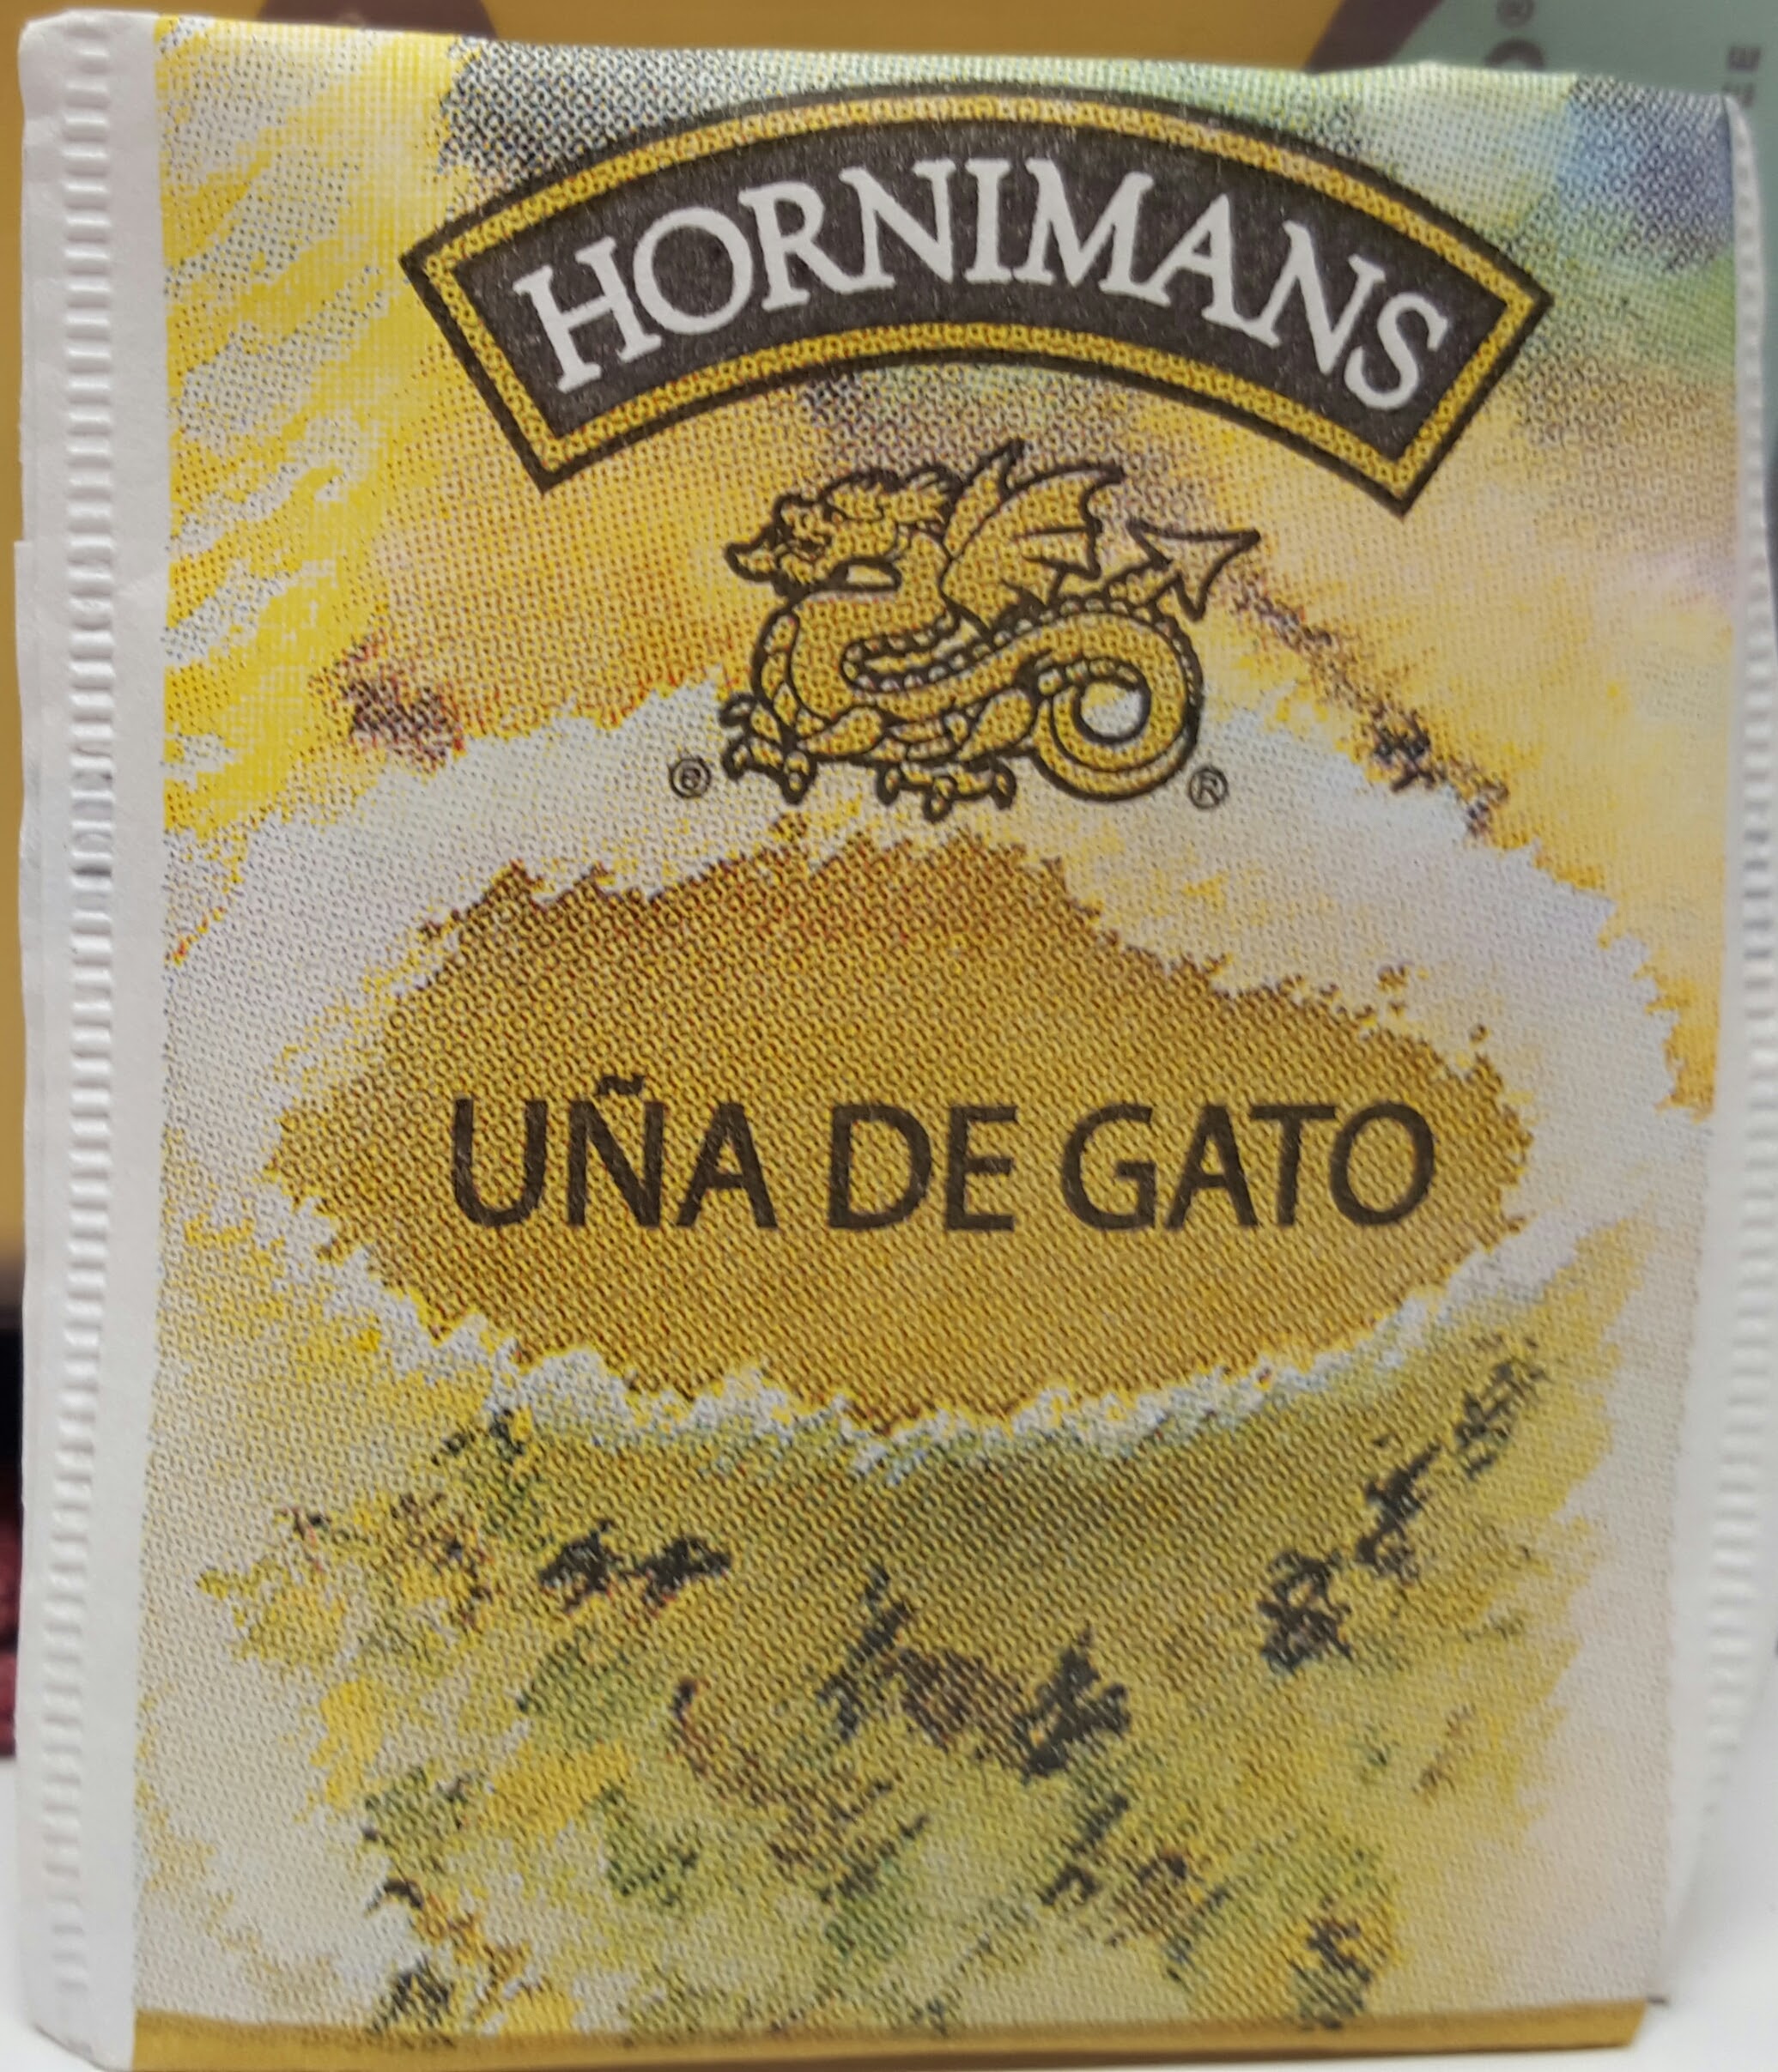 HORNIMANS
® ®
UÑA DE GATO